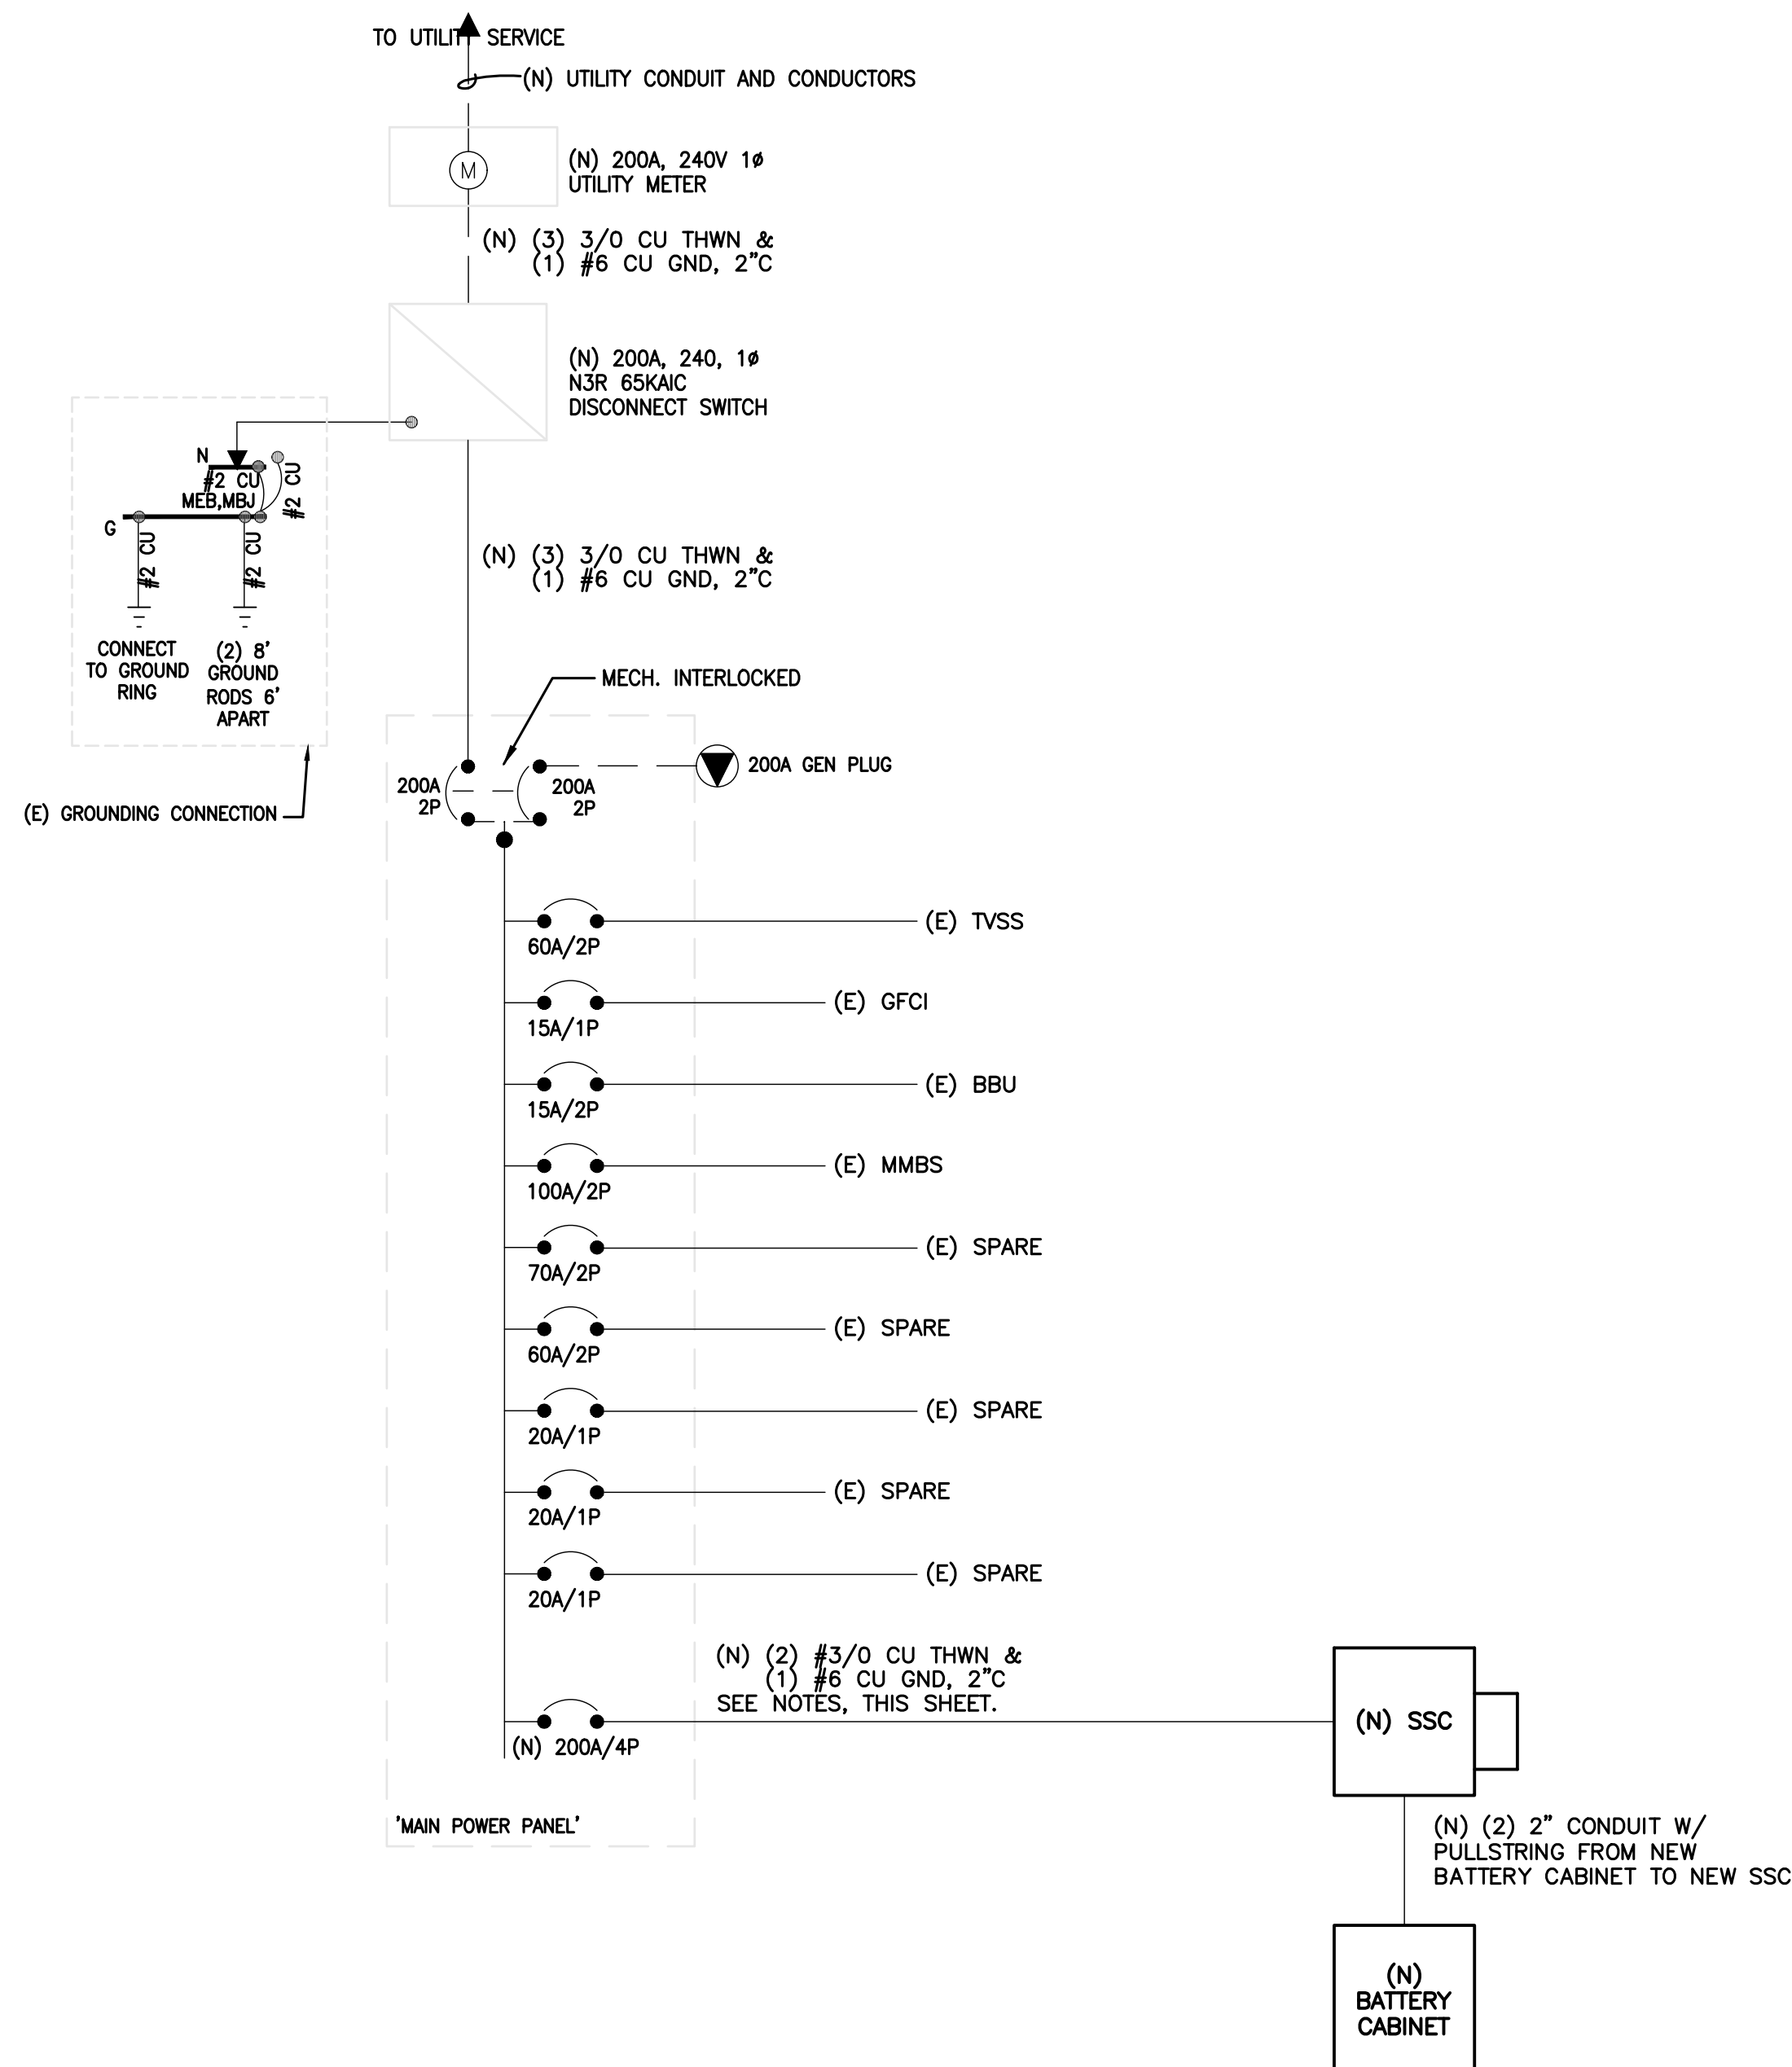 TO UTILITY SERVICE
(N) UTILITY CONDUIT AND CONDUCTORS
M
(N) 200A, 240V 1ø
UTILITY METER
(N) (3) 3/0 CU THWN &
(1) #6 CU GND, 2"C
(N) 200A, 240, 1ø
N3R 65KAIC
DISCONNECT SWITCH
N
#2 CU
MEB,MBJ
#2 CU
G
#2 CU
#2 CU
CONNECT
TO GROUND
RING
(2) 8'
GROUND
RODS 6'
APART
(E) GROUNDING CONNECTION
(N) (3) 3/0 CU THWN &
(1) #6 CU GND, 2"C
MECH. INTERLOCKED
200A
2P
200A
2P
200A GEN PLUG
60A/2P
(E) TVSS
15A/1P
(E) GFCI
15A/2P
(E) BBU
100A/2P
(E) MMBS
70A/2P
(E) SPARE
60A/2P
(E) SPARE
20A/1P
(E) SPARE
20A/1P
(E) SPARE
20A/1P
(E) SPARE
(N) (2) #3/0 CU THWN &
(1) #6 CU GND, 2"C
SEE NOTES, THIS SHEET.
(N) 200A/4P
(N) SSC
'MAIN POWER PANEL'
(N) (2) 2" CONDUIT W/
PULLSTRING FROM NEW
BATTERY CABINET TO NEW SSC
(N)
BATTERY
CABINET